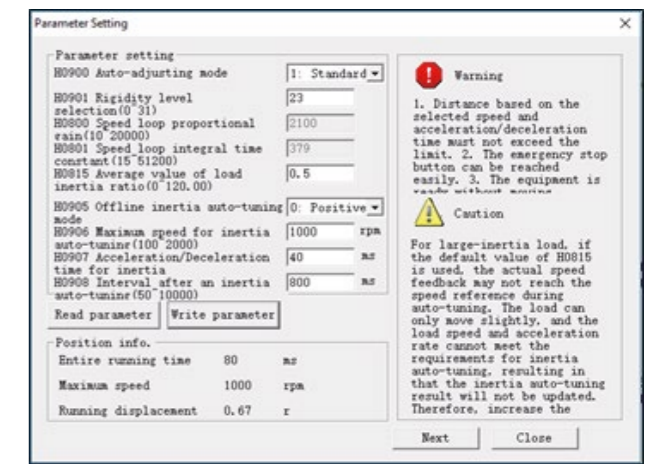 Parameter Setting
Parameter setting
H0900 Auto-adjusting mode
1: Standard
H0901 Rigidity level
selection(0~31)
23
H0800 Speed loop proportional
gain(10~20000)
2100
H0801 Speed loop integral time
constant(15~51200)
379
H0815 Average value of load
inertia ratio(0~120.00)
0.5
H0905 Offline inertia auto-tuning
mode
0: Positive
H0906 Maximum speed for inertia
auto-tuning(100~2000)
1000 rpm
H0907 Acceleration/Deceleration
time for inertia
40 ms
H0908 Interval after an inertia
auto-tuning(50~10000)
800 ms
Read parameter
Write parameter
Position info.
Entire running time 80 ms
Maximum speed 1000 rpm
Running displacement 0.67 r
Warning
1. Distance based on the
selected speed and
acceleration/deceleration
time must not exceed the
limit. 2. The emergency stop
button can be reached
easily. 3. The equipment is
ready without moving
Caution
For large-inertia load, if
the default value of H0815
is used, the actual speed
feedback may not reach the
speed reference during
auto-tuning. The load can
only move slightly, and the
load speed and acceleration
rate cannot meet the
requirements for inertia
auto-tuning, resulting in
that the inertia auto-tuning
result will not be updated.
Therefore, increase the
Next
Close